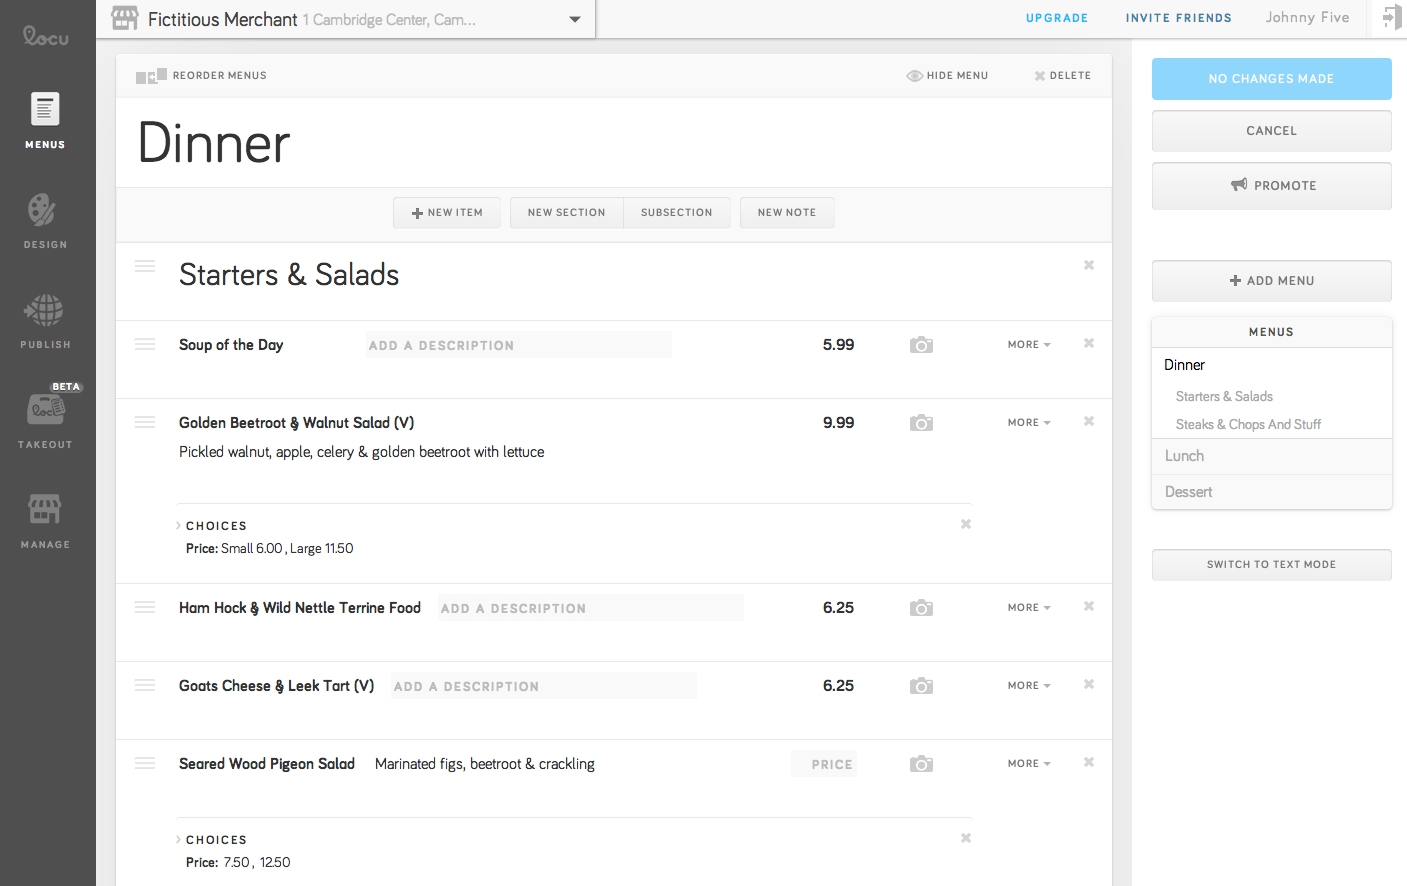 locu
Fictitious Merchant 1 Cambridge Center, Cam...
UPGRADE
INVITE FRIENDS
Johnny Five
MENUS
DESIGN
PUBLISH
BETA
locu
TAKEOUT
MANAGE
REORDER MENUS
HIDE MENU
DELETE
Dinner
NEW ITEM
NEW SECTION
SUBSECTION
NEW NOTE
Starters & Salads
Soup of the Day
ADD A DESCRIPTION
5.99
MORE
Golden Beetroot & Walnut Salad (V)
9.99
MORE
Pickled walnut, apple, celery & golden beetroot with lettuce
CHOICES
Price: Small 6.00 , Large 11.50
Ham Hock & Wild Nettle Terrine Food
ADD A DESCRIPTION
6.25
MORE
Goats Cheese & Leek Tart (V)
ADD A DESCRIPTION
6.25
MORE
Seared Wood Pigeon Salad
Marinated figs, beetroot & crackling
PRICE
MORE
CHOICES
Price: 7.50 , 12.50
NO CHANGES MADE
CANCEL
PROMOTE
ADD MENU
MENUS
Dinner
Starters & Salads
Steaks & Chops And Stuff
Lunch
Dessert
SWITCH TO TEXT MODE